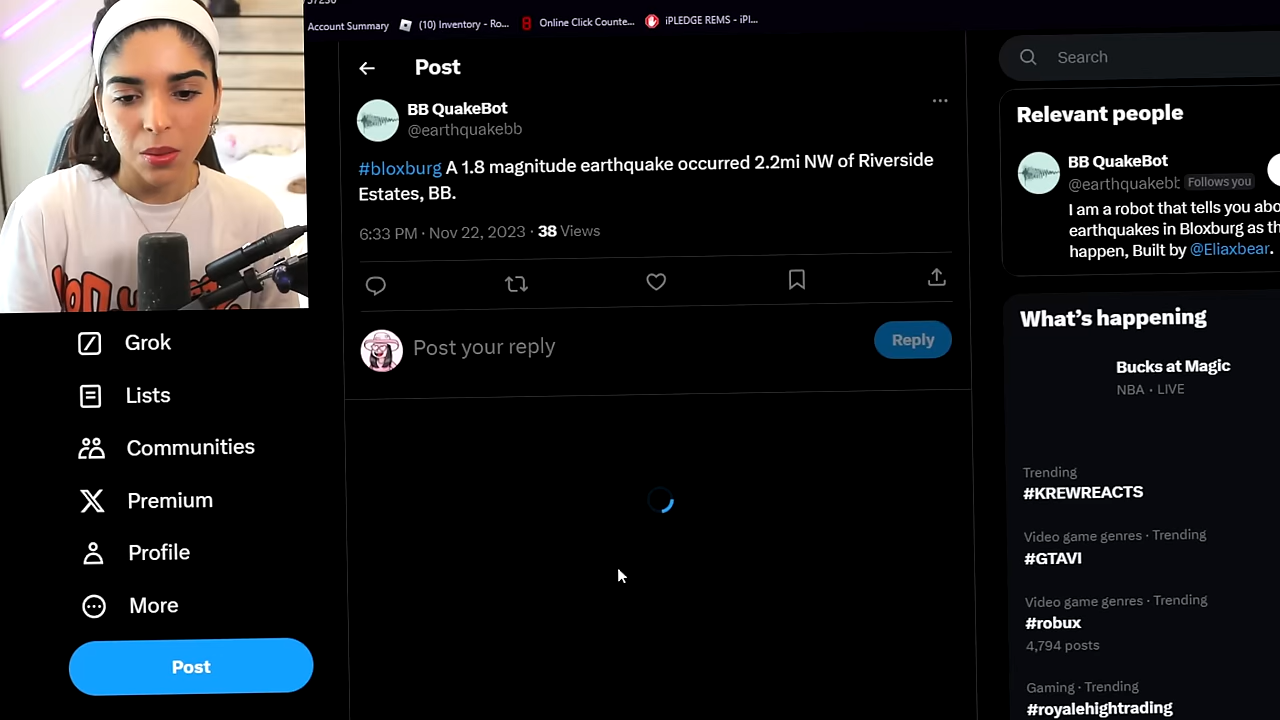 Account Summary
(10) Inventory - Ro...
Online Click Counte...
iPLEDGE REMS - iPl...
Post
Search
BB QuakeBot
@earthquakebb
#bloxburg A 1.8 magnitude earthquake occurred 2.2mi NW of Riverside
Estates, BB.
6:33 PM · Nov 22, 2023 · 38 Views
Post your reply
Reply
Relevant people
BB QuakeBot
@earthquakebt Follows you
I am a robot that tells you abo
earthquakes in Bloxburg as th
happen, Built by @Eliaxbear.
What's happening
Bucks at Magic
NBA · LIVE
Trending
#KREWREACTS
Video game genres · Trending
#GTAVI
Video game genres · Trending
#robux
4,794 posts
Gaming · Trending
#royalehightrading
Grok
Lists
Communities
Premium
Profile
More
Post